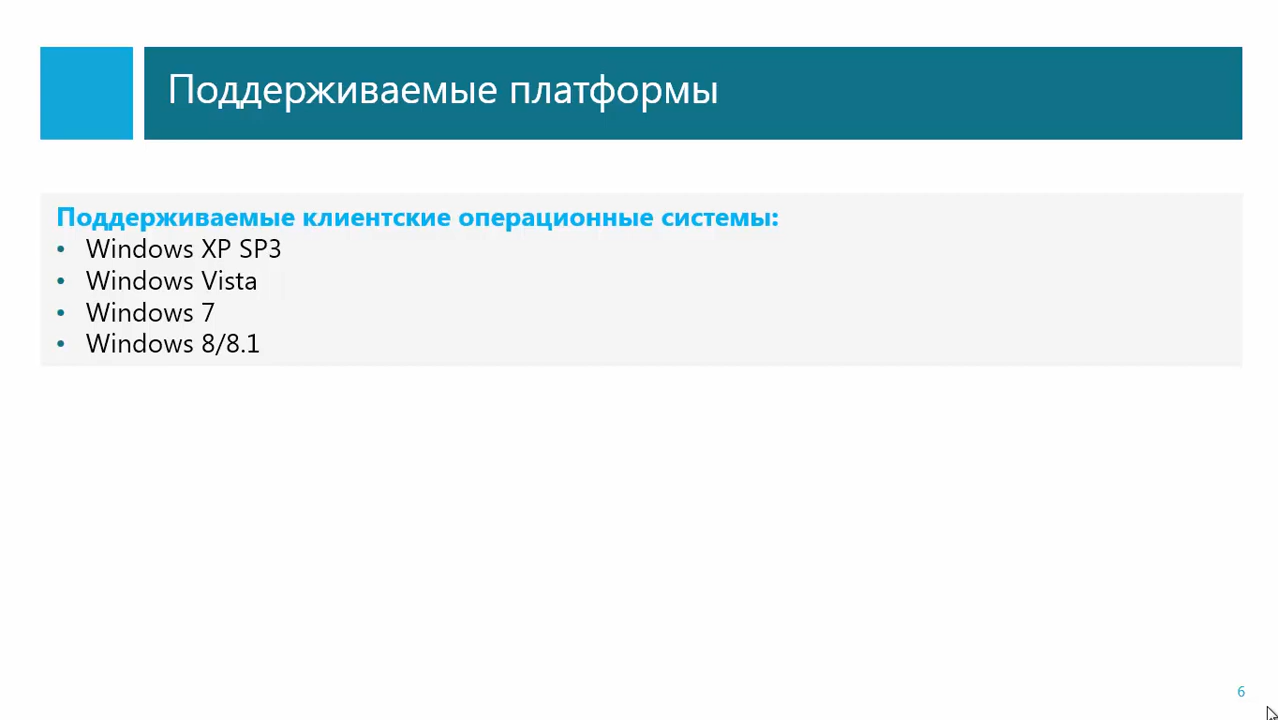 Поддерживаемые платформы
Поддерживаемые клиентские операционные системы:
• Windows XP SP3
• Windows Vista
• Windows 7
• Windows 8/8.1
6